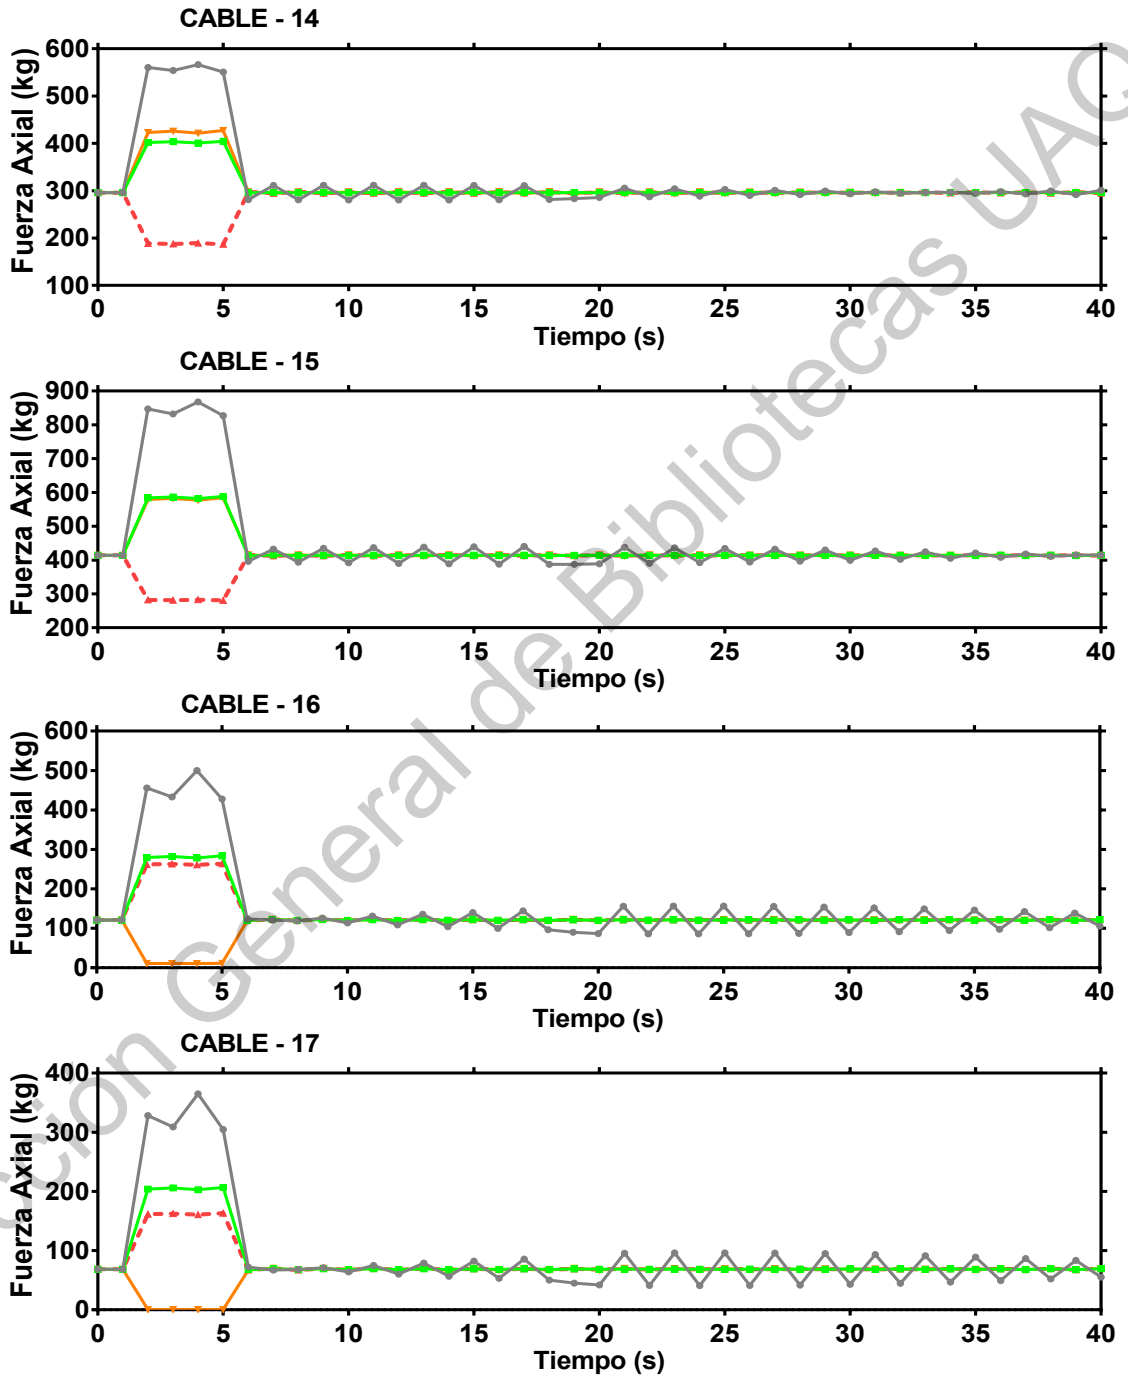 CABLE - 14
Fuerza Axial (kg)
600
500
400
300
200
100
0 5 10 15 20 25 30 35 40
Tiempo (s)
CABLE - 15
Fuerza Axial (kg)
900
800
700
600
500
400
300
200
0 5 10 15 20 25 30 35 40
Tiempo (s)
CABLE - 16
Fuerza Axial (kg)
600
500
400
300
200
100
0
0 5 10 15 20 25 30 35 40
Tiempo (s)
CABLE - 17
Fuerza Axial (kg)
400
300
200
100
0
0 5 10 15 20 25 30 35 40
Tiempo (s)
cción General de Bibliotecas UAQ